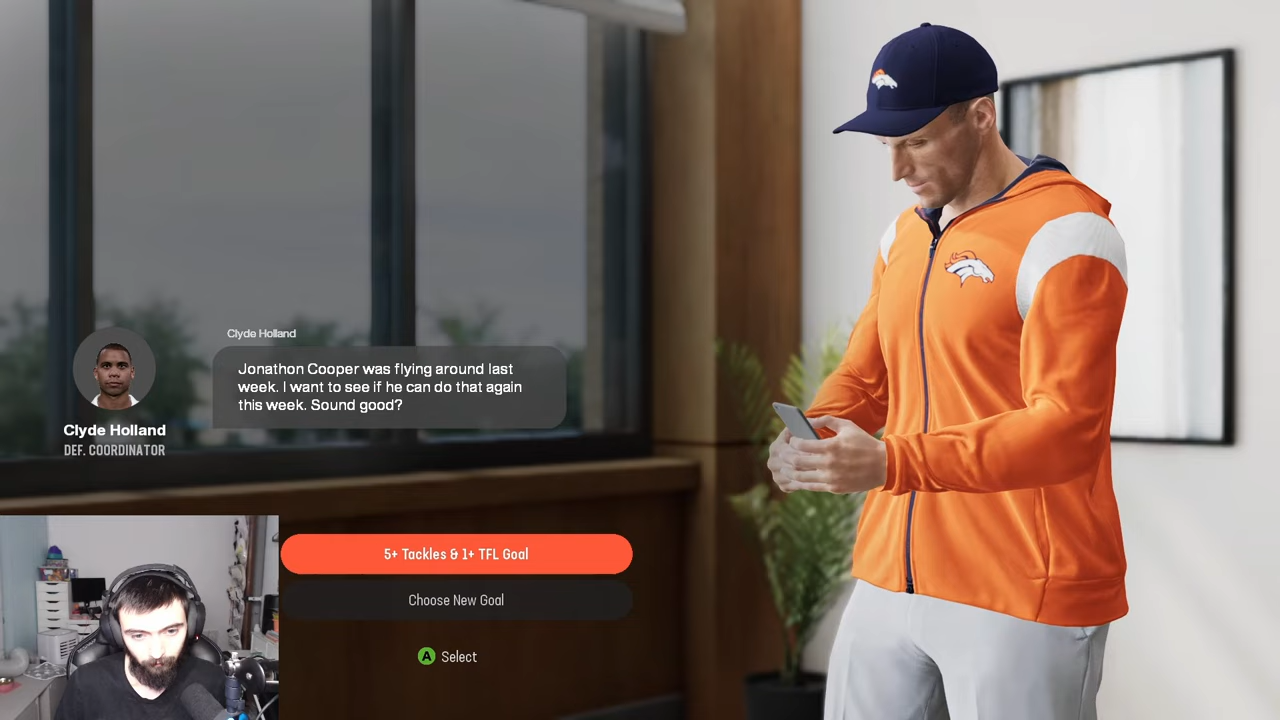 Clyde Holland
Jonathon Cooper was flying around last
week. I want to see if he can do that again
this week. Sound good?
Clyde Holland
DEF. COORDINATOR
5+ Tackles & 1+ TFL Goal
Choose New Goal
A Select